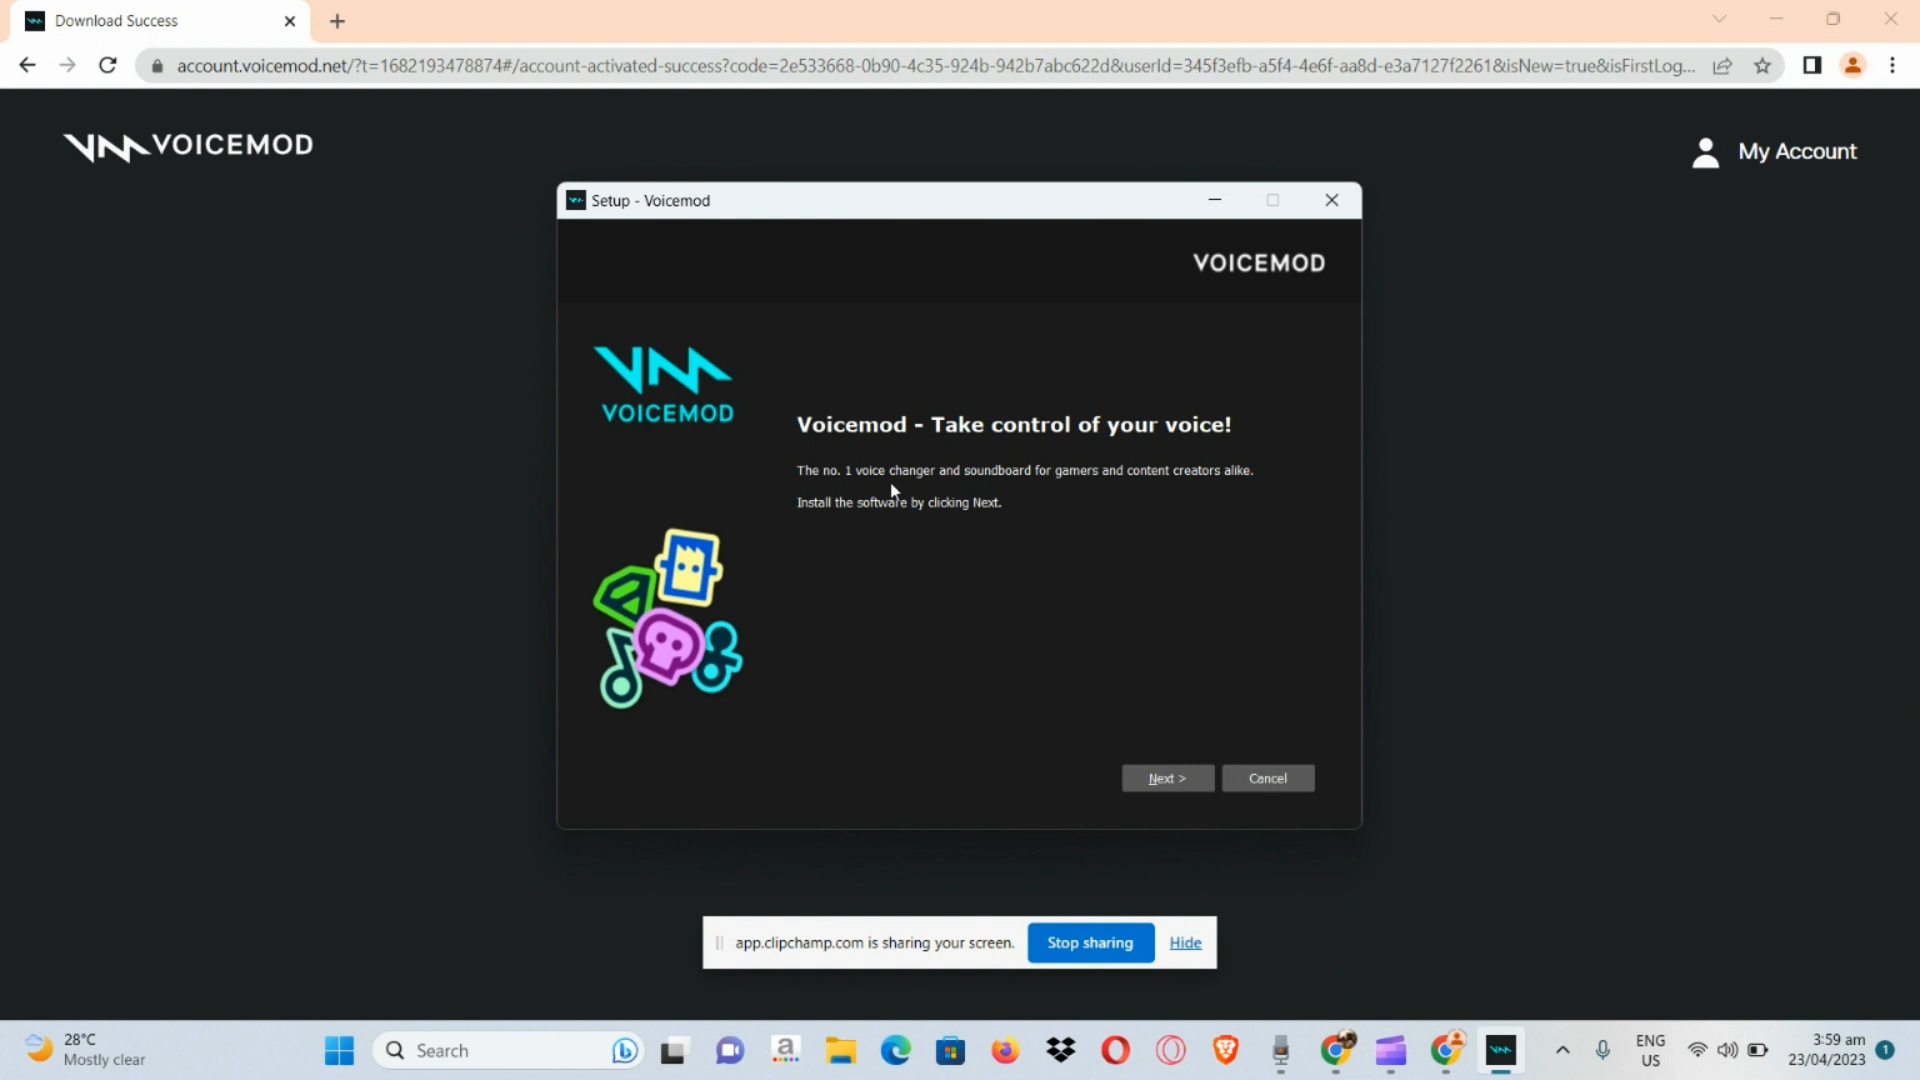 Download Success
account.voicemod.net/?t=1682193478874#/account-activated-success?code=2e533668-0b90-4c35-924b-942b7abc622d&userId=345f3efb-a5f4-4e6f-aa8d-e3a7127f2261&isNew=true&isFirstLog...
VOICEMOD
My Account
Setup - Voicemod
VOICEMOD
VOICEMOD
Voicemod - Take control of your voice!
The no. 1 voice changer and soundboard for gamers and content creators alike.
Install the software by clicking Next.
Next >
Cancel
app.clipchamp.com is sharing your screen.
Stop sharing
Hide
28°C
Mostly clear
Search
ENG
US
3:59 am
23/04/2023
1